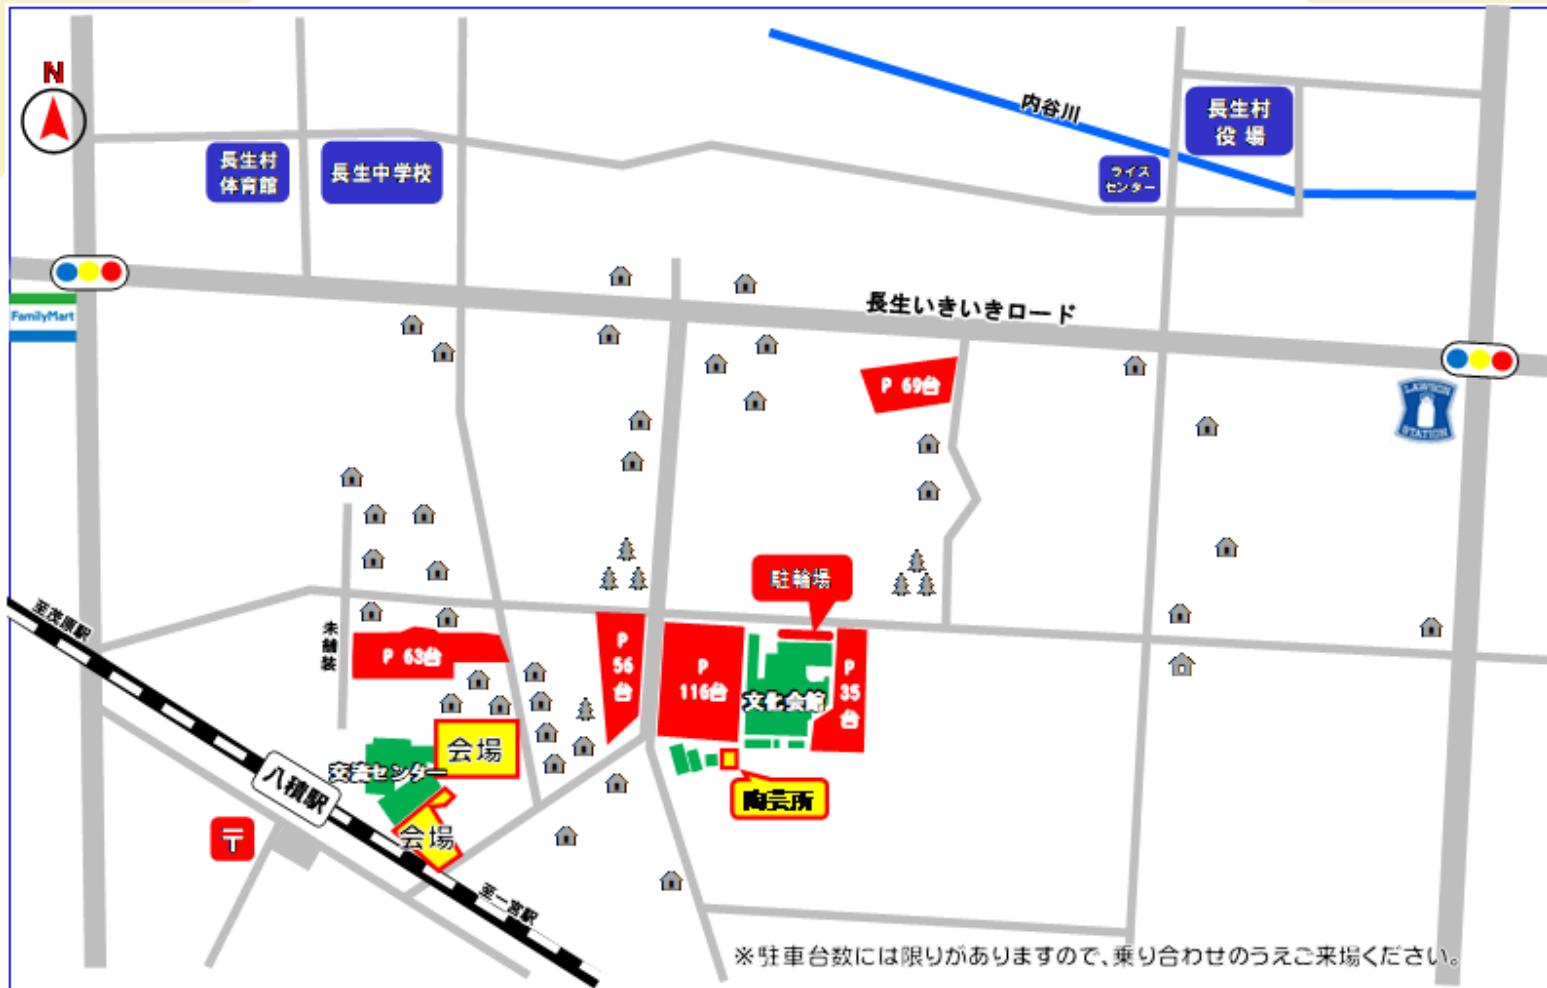 N
内谷川
長生村
役 場
長生村
体育館
長生中学校
ライス
センター
FamilyMart
長生いきいきロード
P 69台
LAWSON
STATION
駐輪場
至茂原駅
未舗装
P 63台
P
56
台
P
116台
文化会館
P
35
台
会場
交流センター
八積駅
陶芸所
〒
会場
至一宮駅
※駐車台数には限りがありますので、乗り合わせのうえご来場ください。